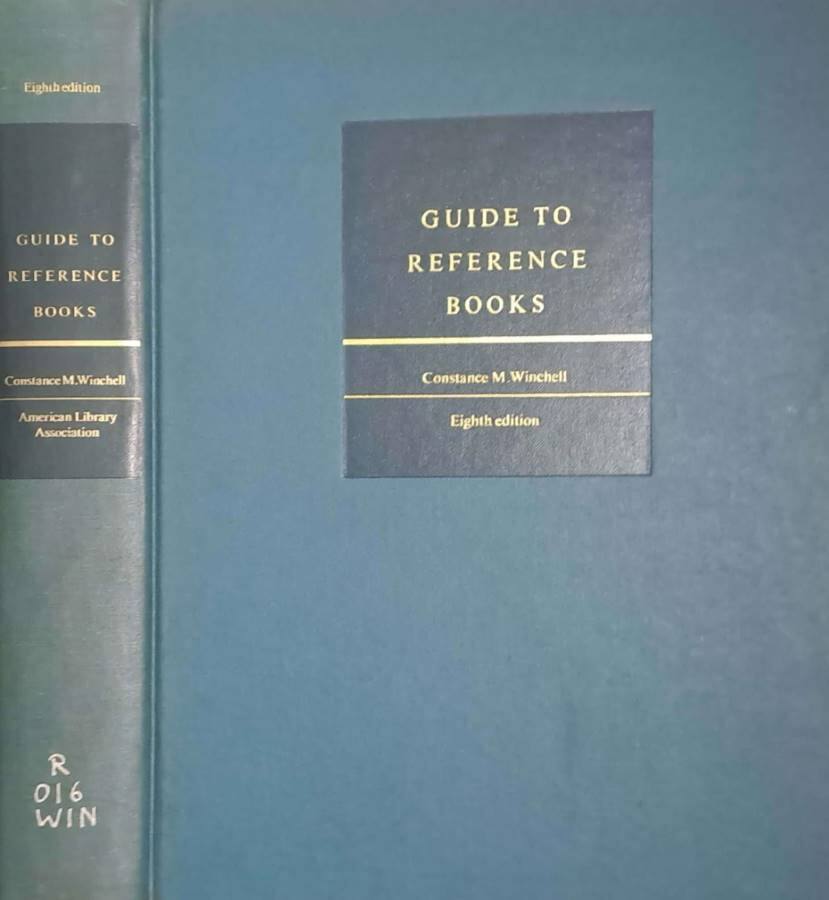 Eighth edition
GUIDE TO
REFERENCE
BOOKS
Constance M. Winchell
American Library
Association
R
016
WIN
GUIDE TO
REFERENCE
BOOKS
Constance M. Winchell
Eighth edition